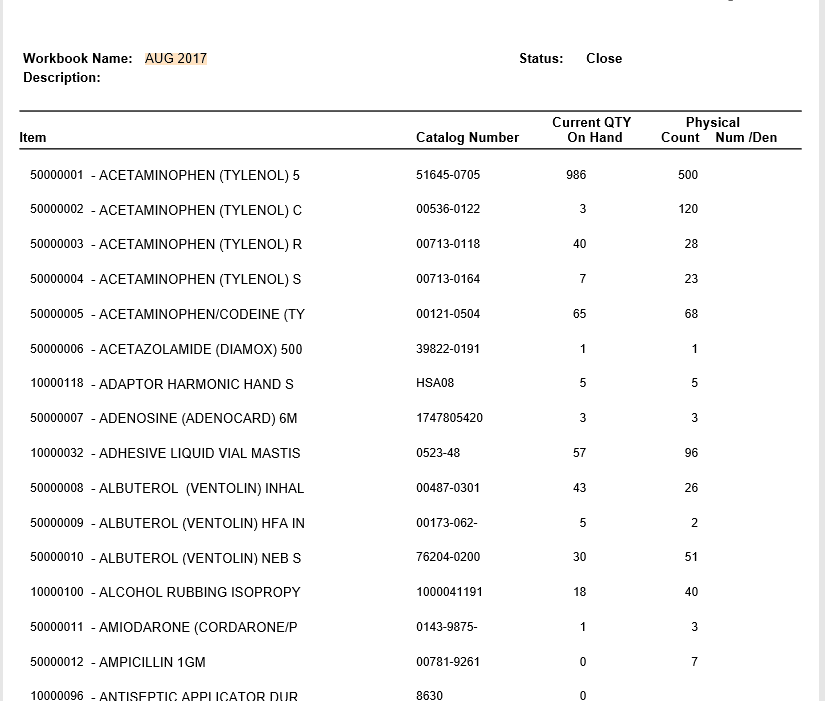 Workbook Name: AUG 2017 Status: Close
Description:
Current QTY Physical
Item Catalog Number On Hand Count Num /Den
50000001 - ACETAMINOPHEN (TYLENOL) 5 51645-0705 986 500
50000002 - ACETAMINOPHEN (TYLENOL) C 00536-0122 3 120
50000003 - ACETAMINOPHEN (TYLENOL) R 00713-0118 40 28
50000004 - ACETAMINOPHEN (TYLENOL) S 00713-0164 7 23
50000005 - ACETAMINOPHEN/CODEINE (TY 00121-0504 65 68
50000006 - ACETAZOLAMIDE (DIAMOX) 500 39822-0191 1 1
10000118 - ADAPTOR HARMONIC HAND S HSA08 5 5
50000007 - ADENOSINE (ADENOCARD) 6M 1747805420 3 3
10000032 - ADHESIVE LIQUID VIAL MASTIS 0523-48 57 96
50000008 - ALBUTEROL  (VENTOLIN) INHAL 00487-0301 43 26
50000009 - ALBUTEROL (VENTOLIN) HFA IN 00173-062- 5 2
50000010 - ALBUTEROL (VENTOLIN) NEB S 76204-0200 30 51
10000100 - ALCOHOL RUBBING ISOPROPY 1000041191 18 40
50000011 - AMIODARONE (CORDARONE/P 0143-9875- 1 3
50000012 - AMPICILLIN 1GM 00781-9261 0 7
10000096 - ANTISEPTIC APPLICATOR DUR 8630 0